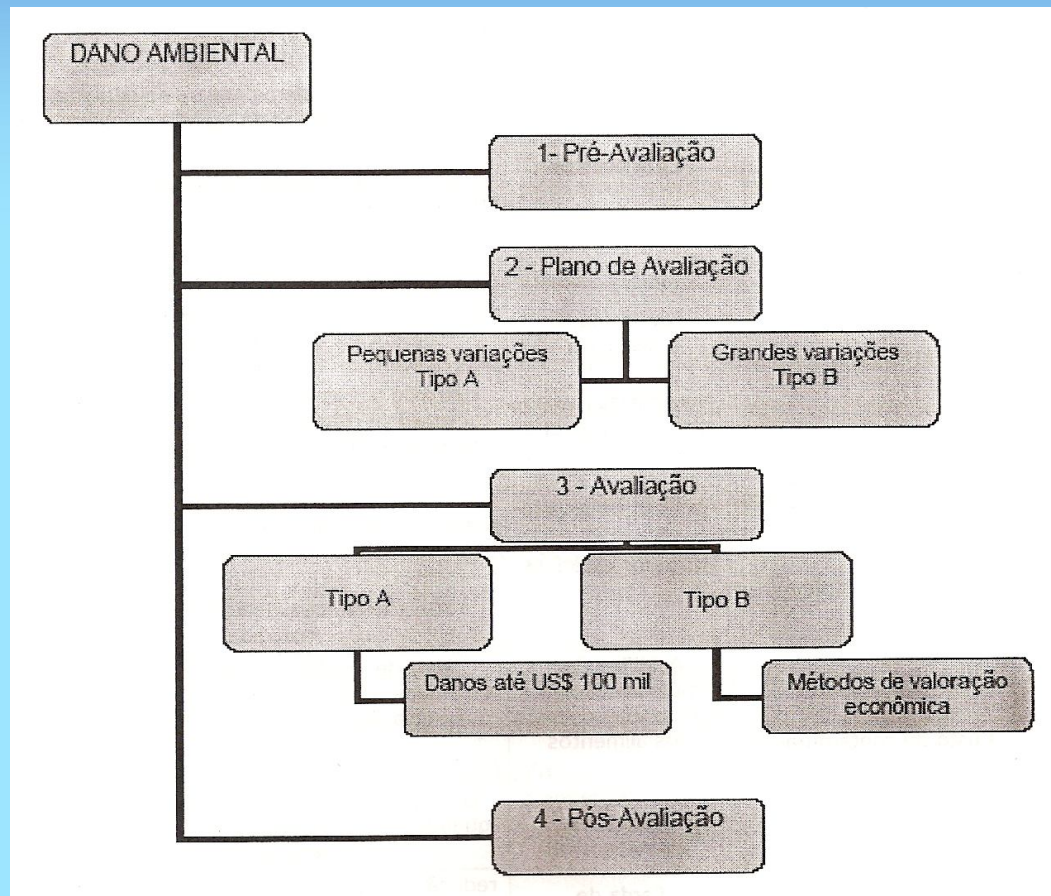 DANO AMBIENTAL
1- Pré-Avaliação
2 - Plano de Avaliação
Pequenas variações
Tipo A
Grandes variações
Tipo B
3 - Avaliação
Tipo A
Tipo B
Danos até US$ 100 mil
Métodos de valoração
econômica
4 - Pós-Avaliação